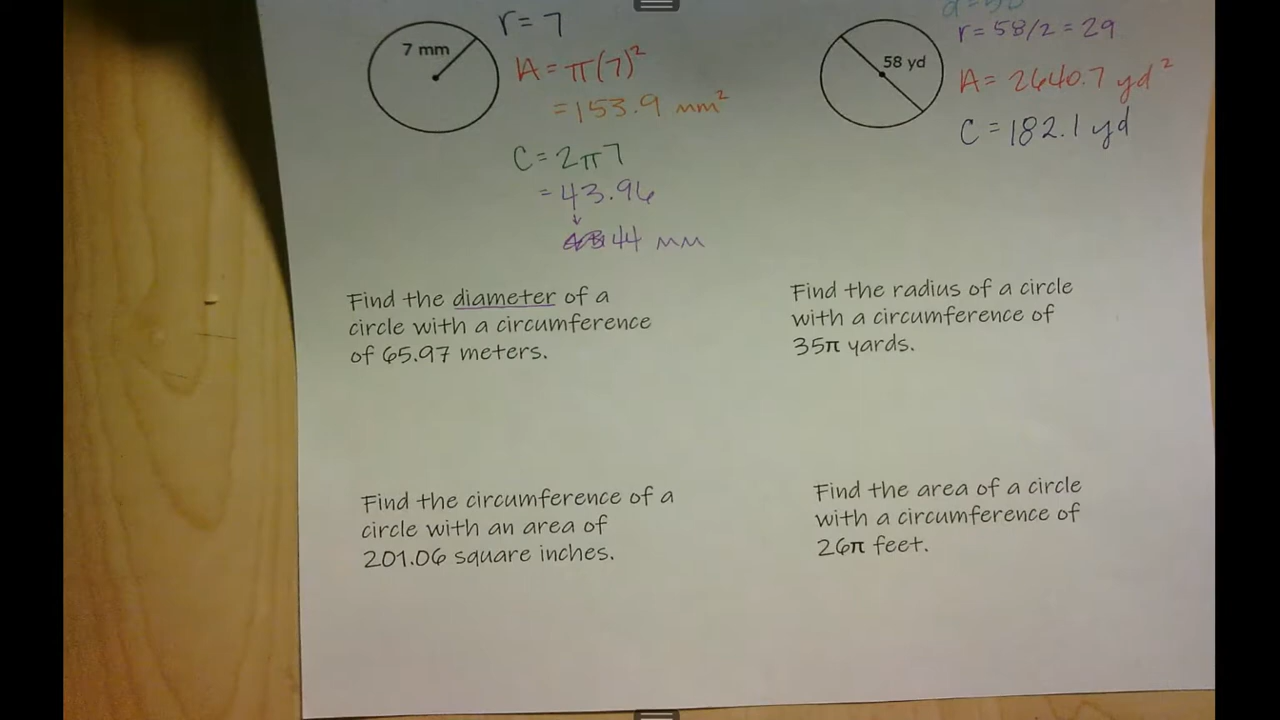 7 mm
r = 7
A = π(7)²
= 153.9 mm²
C = 2π7
= 43.96
44 mm
58 yd
r = 58/2 = 29
A = 2640.7 yd²
C = 182.1 yd
Find the diameter of a
circle with a circumference
of 65.97 meters.
Find the radius of a circle
with a circumference of
35π yards.
Find the circumference of a
circle with an area of
201.06 square inches.
Find the area of a circle
with a circumference of
26π feet.